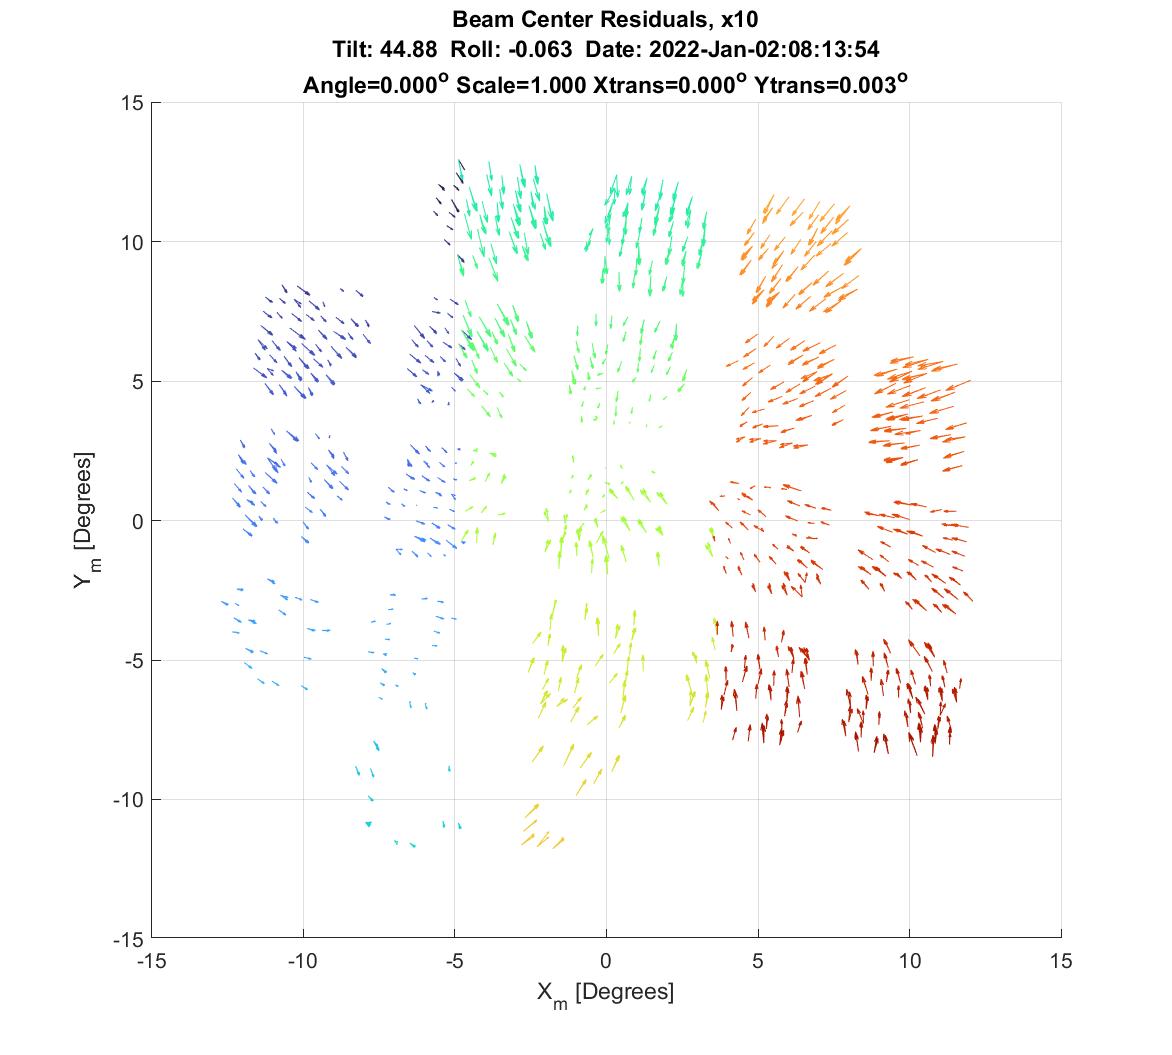 Beam Center Residuals, x10
Tilt: 44.88 Roll: -0.063 Date: 2022-Jan-02:08:13:54
Angle=0.000° Scale=1.000 Xtrans=0.000° Ytrans=0.003°
15
10
5
0
-5
-10
-15
Y_m [Degrees]
-15 -10 -5 0 5 10 15
X_m [Degrees]